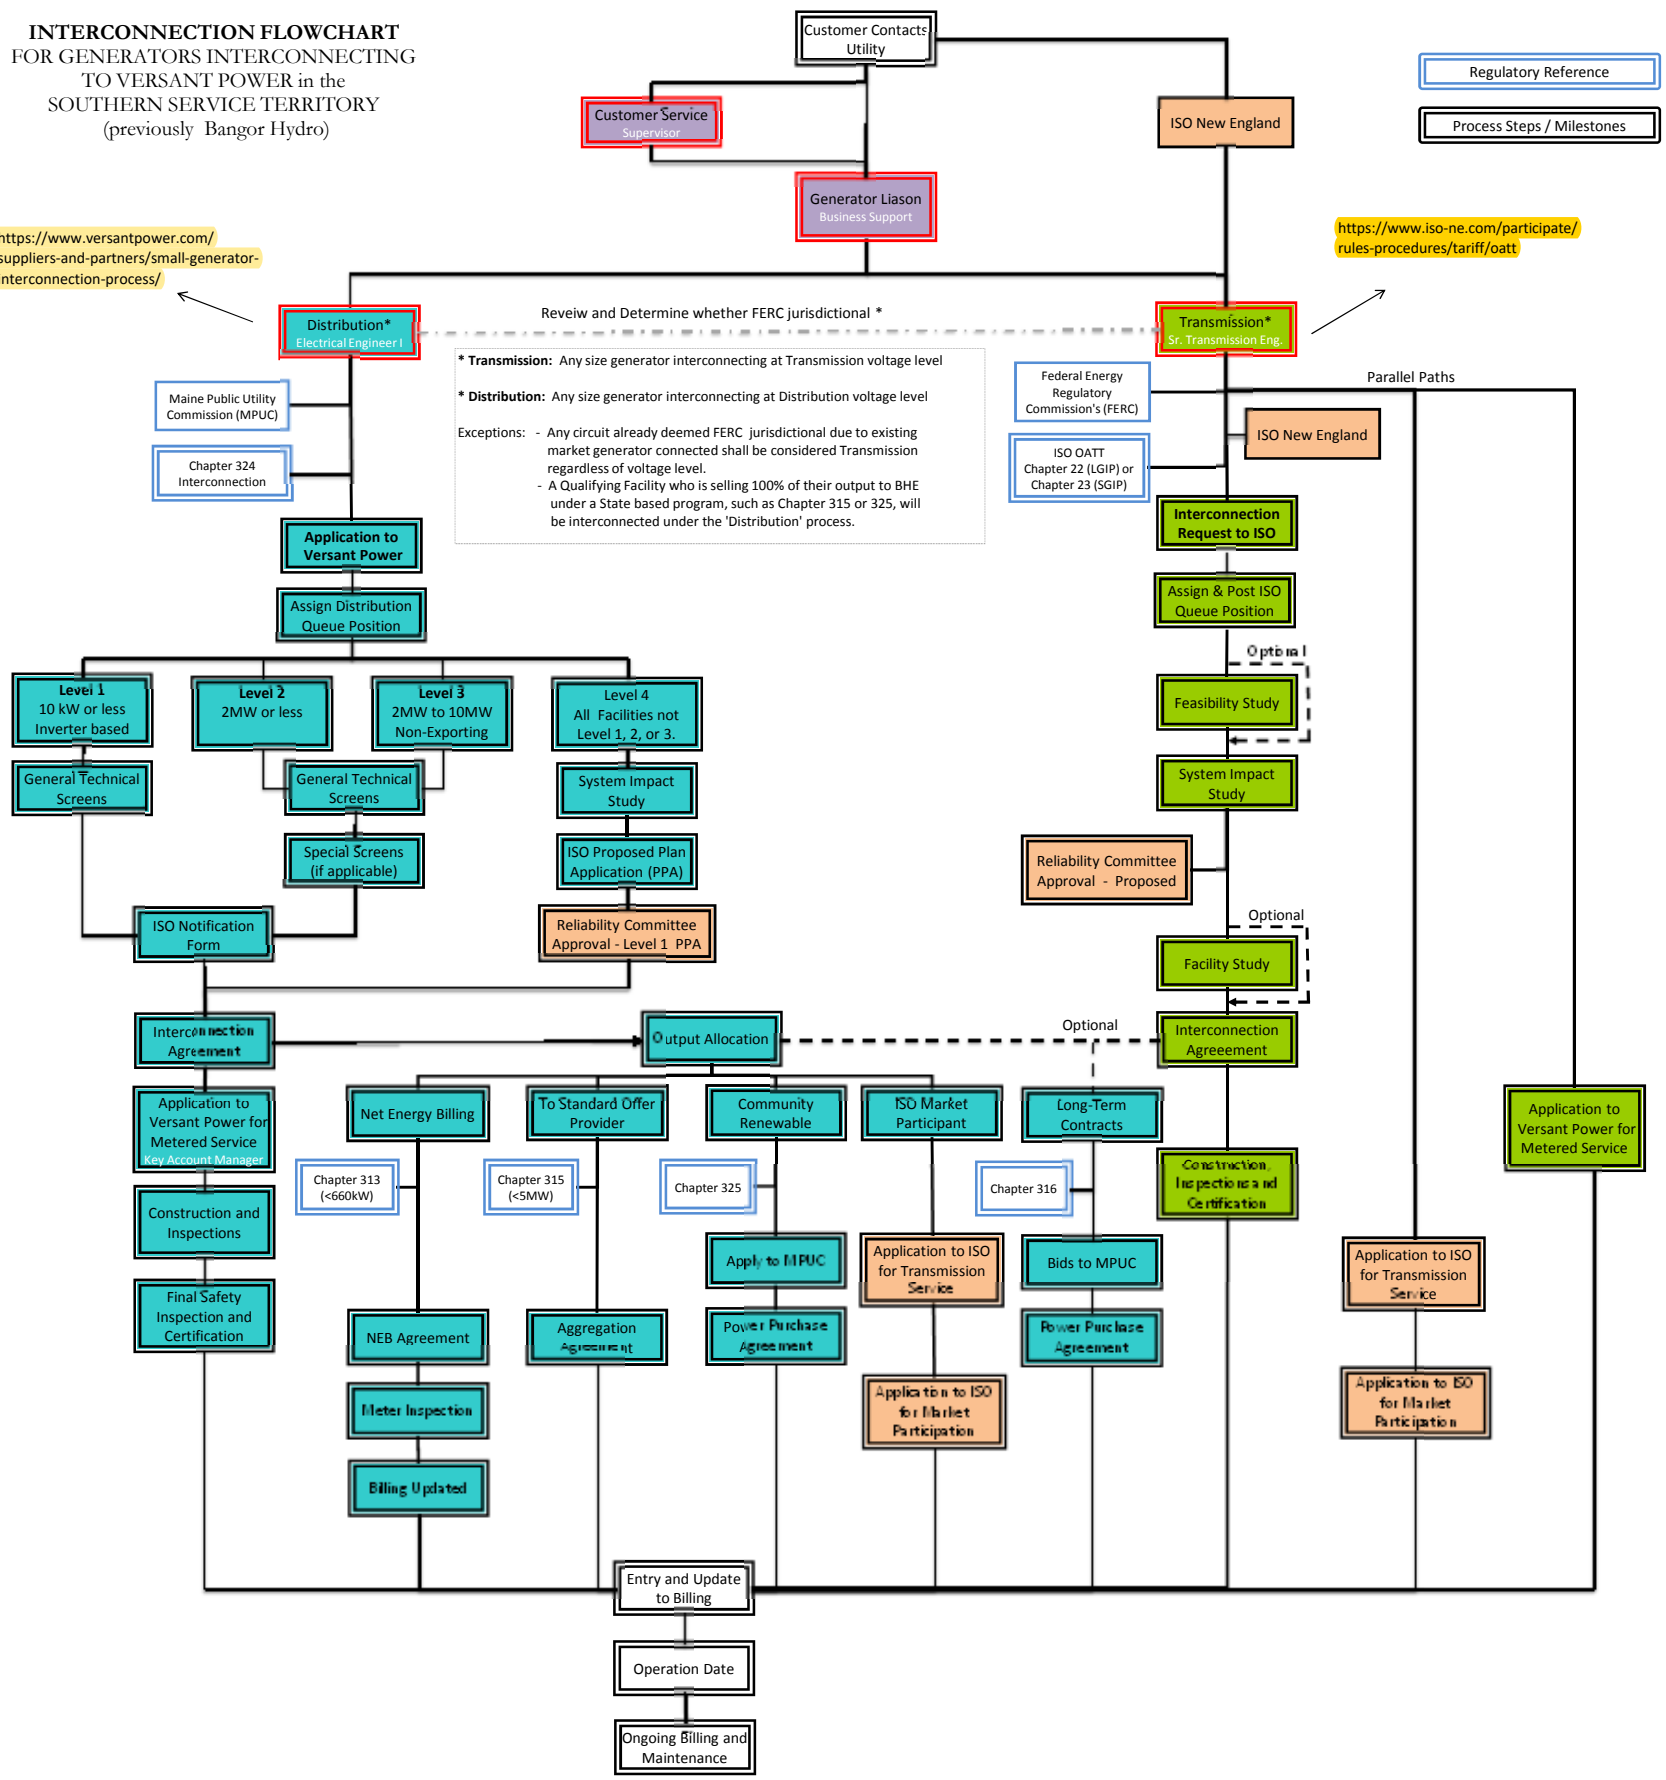 INTERCONNECTION FLOWCHART
FOR GENERATORS INTERCONNECTING
TO VERSANT POWER in the
SOUTHERN SERVICE TERRITORY
(previously Bangor Hydro)
Customer Contacts
Utility
Regulatory Reference
Process Steps / Milestones
Customer Service
Supervisor
ISO New England
Generator Liason
Business Support
https://www.versantpower.com/
suppliers-and-partners/small-generator-
interconnection-process/
https://www.iso-ne.com/participate/
rules-procedures/tariff/oatt
Distribution*
Electrical Engineer I
Reveiw and Determine whether FERC jurisdictional *
Transmission*
Sr. Transmission Eng.
* Transmission: Any size generator interconnecting at Transmission voltage level
* Distribution: Any size generator interconnecting at Distribution voltage level
Exceptions: - Any circuit already deemed FERC jurisdictional due to existing
market generator connected shall be considered Transmission
regardless of voltage level.
- A Qualifying Facility who is selling 100% of their output to BHE
under a State based program, such as Chapter 315 or 325, will
be interconnected under the 'Distribution' process.
Maine Public Utility
Commission (MPUC)
Chapter 324
Interconnection
Federal Energy
Regulatory
Commission's (FERC)
Parallel Paths
ISO New England
ISO OATT
Chapter 22 (LGIP) or
Chapter 23 (SGIP)
Application to
Versant Power
Interconnection
Request to ISO
Assign Distribution
Queue Position
Assign & Post ISO
Queue Position
Optional
Level 1
10 kW or less
Inverter based
Level 2
2MW or less
Level 3
2MW to 10MW
Non-Exporting
Level 4
All Facilities not
Level 1, 2, or 3.
Feasibility Study
General Technical
Screens
General Technical
Screens
System Impact
Study
System Impact
Study
Special Screens
(if applicable)
ISO Proposed Plan
Application (PPA)
Reliability Committee
Approval - Proposed
ISO Notification
Form
Reliability Committee
Approval - Level 1 PPA
Optional
Facility Study
Interconnection
Agreement
Output Allocation
Optional
Interconnection
Agreeement
Application to
Versant Power for
Metered Service
Key Account Manager
Net Energy Billing
To Standard Offer
Provider
Community
Renewable
ISO Market
Participant
Long-Term
Contracts
Application to
Versant Power for
Metered Service
Chapter 313
(<660kW)
Chapter 315
(<5MW)
Chapter 325
Chapter 316
Construction,
Inspections and
Certification
Construction and
Inspections
Apply to MPUC
Application to ISO
for Transmission
Service
Bids to MPUC
Application to ISO
for Transmission
Service
Final Safety
Inspection and
Certification
NEB Agreement
Aggregation
Agreement
Power Purchase
Agreement
Power Purchase
Agreement
Meter Inspection
Application to ISO
for Market
Participation
Application to ISO
for Market
Participation
Billing Updated
Entry and Update
to Billing
Operation Date
Ongoing Billing and
Maintenance